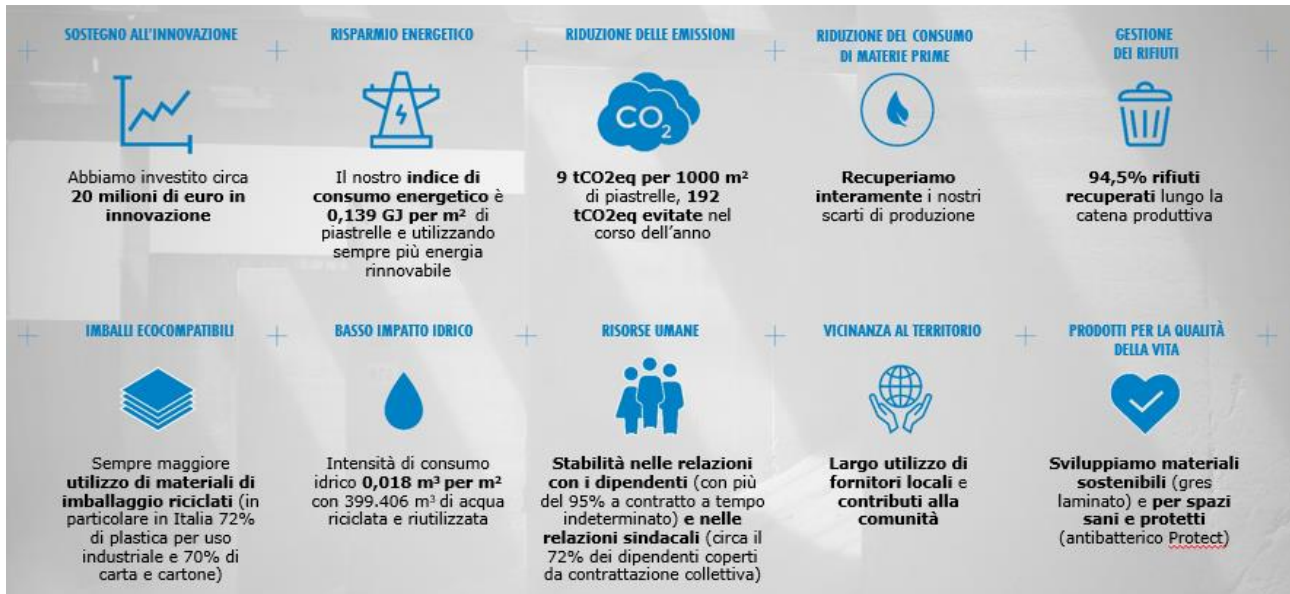 SOSTEGNO ALL'INNOVAZIONE
Abbiamo investito circa
20 milioni di euro in
innovazione
RISPARMIO ENERGETICO
Il nostro indice di
consumo energetico è
0,139 GJ per m² di
piastrelle e utilizzando
sempre più energia
rinnovabile
RIDUZIONE DELLE EMISSIONI
CO2
9 tCO2eq per 1000 m²
di piastrelle, 192
tCO2eq evitate nel
corso dell'anno
RIDUZIONE DEL CONSUMO
DI MATERIE PRIME
Recuperiamo
interamente i nostri
scarti di produzione
GESTIONE
DEI RIFIUTI
94,5% rifiuti
recuperati lungo la
catena produttiva
IMBALLI ECOCOMPATIBILI
Sempre maggiore
utilizzo di materiali di
imballaggio riciclati (in
particolare in Italia 72%
di plastica per uso
industriale e 70% di
carta e cartone)
BASSO IMPATTO IDRICO
Intensità di consumo
idrico 0,018 m³ per m²
con 399.406 m³ di acqua
riciclata e riutilizzata
RISORSE UMANE
Stabilità nelle relazioni
con i dipendenti (con più
del 95% a contratto a tempo
indeterminato) e nelle
relazioni sindacali (circa il
72% dei dipendenti coperti
da contrattazione collettiva)
VICINANZA AL TERRITORIO
Largo utilizzo di
fornitori locali e
contributi alla
comunità
PRODOTTI PER LA QUALITÀ
DELLA VITA
Sviluppiamo materiali
sostenibili (gres
laminato) e per spazi
sani e protetti
(antibatterico Protect)